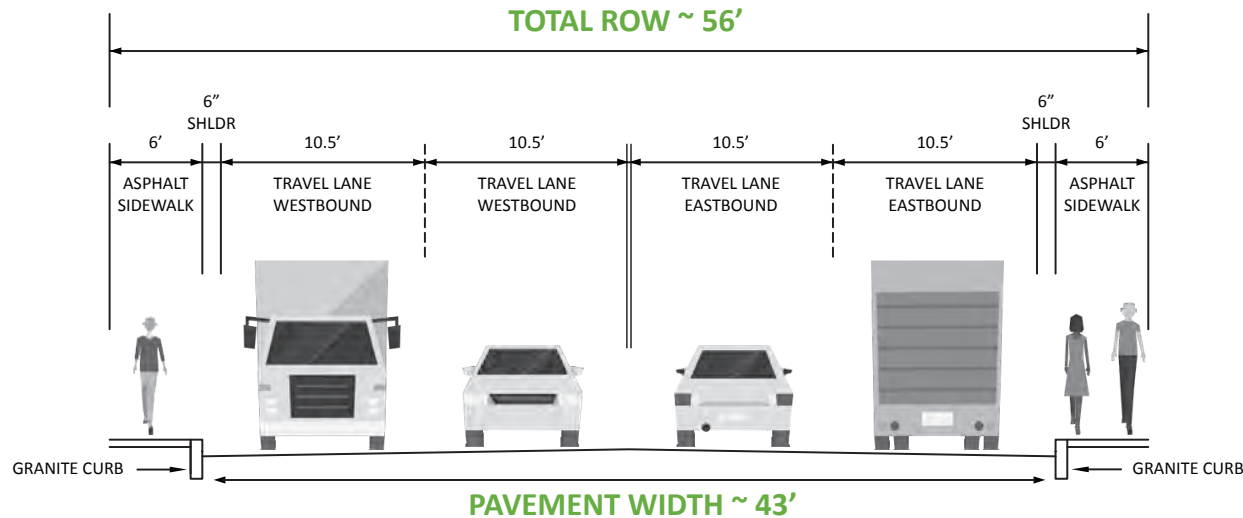 TOTAL ROW ~ 56’
6” 6”
SHLDR SHLDR
6’ 10.5’ 10.5’ 10.5’ 10.5’ 6’
ASPHALT TRAVEL LANE TRAVEL LANE TRAVEL LANE TRAVEL LANE ASPHALT
SIDEWALK WESTBOUND WESTBOUND EASTBOUND EASTBOUND SIDEWALK
GRANITE CURB GRANITE CURB
PAVEMENT WIDTH ~ 43’